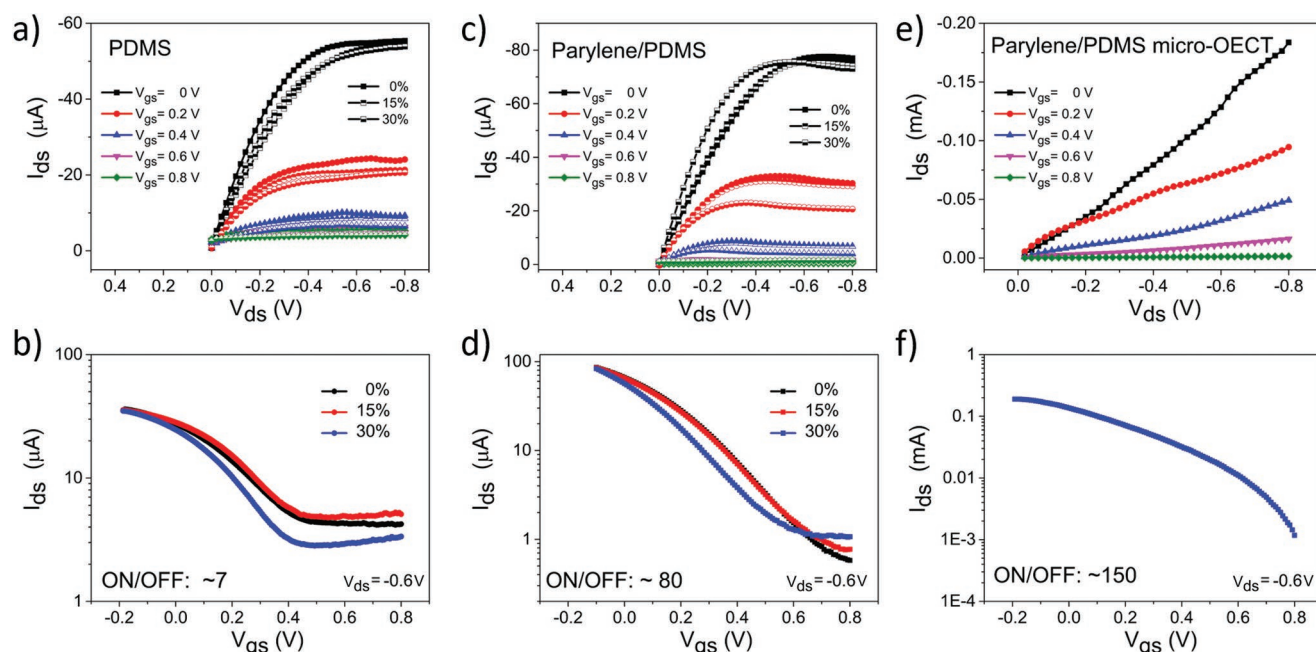 a)
PDMS
-60
-40
-20
0
I_ds (μA)
V_gs= 0 V
V_gs= 0.2 V
V_gs= 0.4 V
V_gs= 0.6 V
V_gs= 0.8 V
0%
15%
30%
0.4 0.2 0.0 -0.2 -0.4 -0.6 -0.8
V_ds (V)
c)
Parylene/PDMS
-80
-60
-40
-20
0
I_ds (μA)
V_gs= 0 V
V_gs= 0.2 V
V_gs= 0.4 V
V_gs= 0.6 V
V_gs= 0.8 V
0%
15%
30%
0.4 0.2 0.0 -0.2 -0.4 -0.6 -0.8
V_ds (V)
e)
Parylene/PDMS micro-OECT
-0.20
-0.15
-0.10
-0.05
0.00
I_ds (mA)
V_gs= 0 V
V_gs= 0.2 V
V_gs= 0.4 V
V_gs= 0.6 V
V_gs= 0.8 V
0.0 -0.2 -0.4 -0.6 -0.8
V_ds (V)
b)
100
10
1
I_ds (μA)
0%
15%
30%
ON/OFF: ~7
V_ds= -0.6V
-0.2 0.0 0.2 0.4 0.6 0.8
V_gs (V)
d)
100
10
1
I_ds (μA)
0%
15%
30%
ON/OFF: ~ 80
V_ds= -0.6V
-0.2 0.0 0.2 0.4 0.6 0.8
V_gs (V)
f)
1
0.1
0.01
1E-3
1E-4
I_ds (mA)
ON/OFF: ~150
V_ds= -0.6V
-0.2 0.0 0.2 0.4 0.6 0.8
V_gs (V)